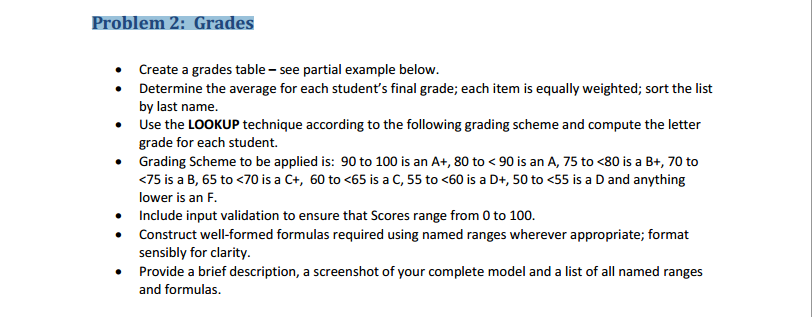 Problem 2:  Grades
• Create a grades table – see partial example below.
• Determine the average for each student's final grade; each item is equally weighted; sort the list
by last name.
• Use the LOOKUP technique according to the following grading scheme and compute the letter
grade for each student.
• Grading Scheme to be applied is:  90 to 100 is an A+, 80 to < 90 is an A, 75 to <80 is a B+, 70 to
<75 is a B, 65 to <70 is a C+,  60 to <65 is a C, 55 to <60 is a D+, 50 to <55 is a D and anything
lower is an F.
• Include input validation to ensure that Scores range from 0 to 100.
• Construct well-formed formulas required using named ranges wherever appropriate; format
sensibly for clarity.
• Provide a brief description, a screenshot of your complete model and a list of all named ranges
and formulas.